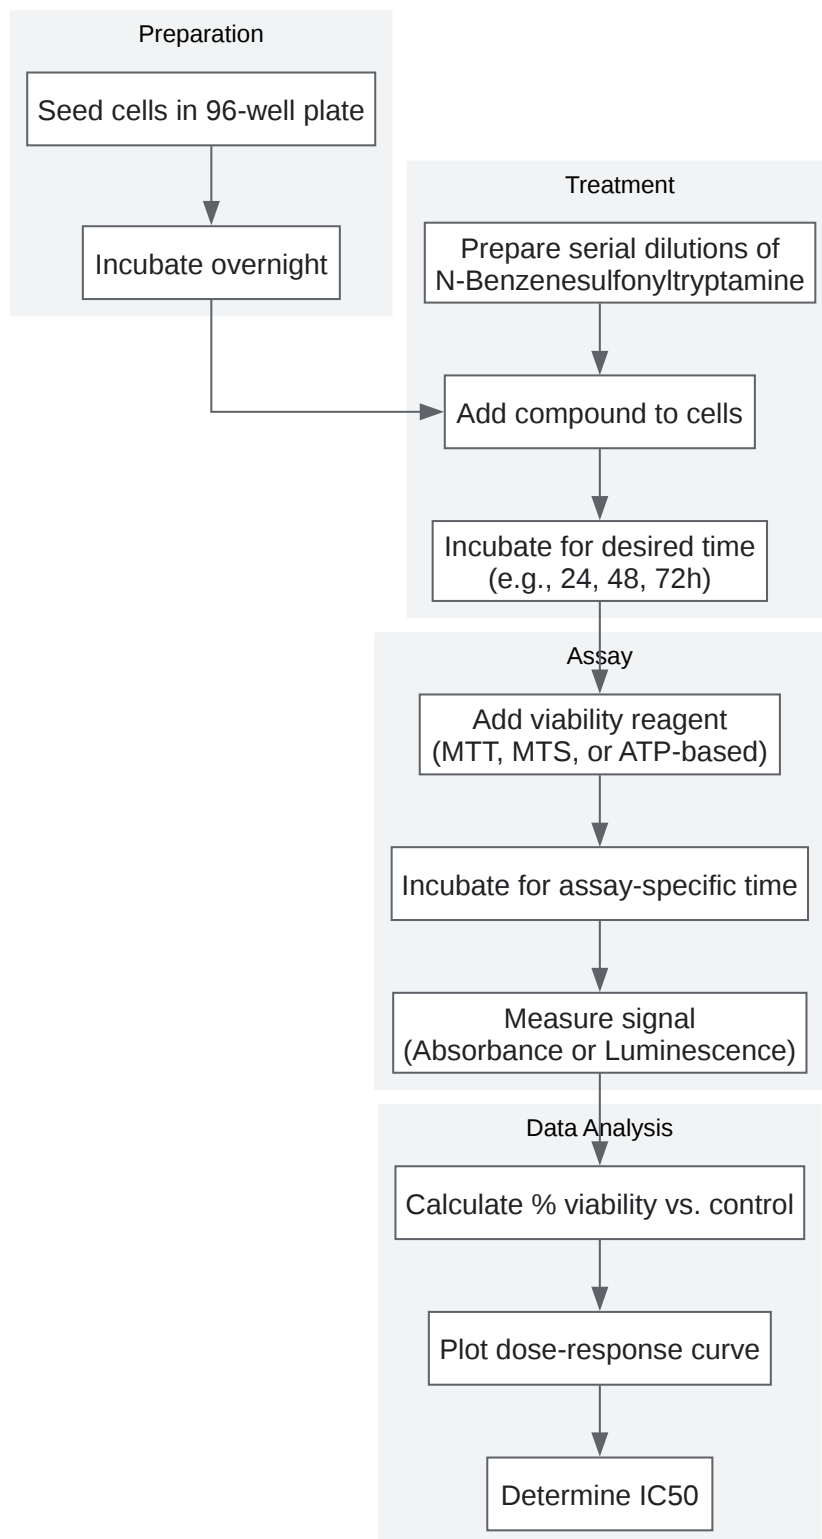 Preparation
Seed cells in 96-well plate
Incubate overnight
Treatment
Prepare serial dilutions of
N-Benzenesulfonyltryptamine
Add compound to cells
Incubate for desired time
(e.g., 24, 48, 72h)
Assay
Add viability reagent
(MTT, MTS, or ATP-based)
Incubate for assay-specific time
Measure signal
(Absorbance or Luminescence)
Data Analysis
Calculate % viability vs. control
Plot dose-response curve
Determine IC50